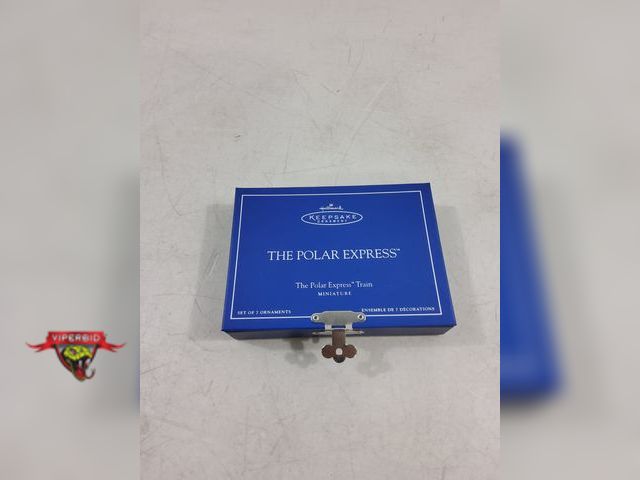 Hallmark
KEEPSAKE
ORNAMENT
THE POLAR EXPRESS™
The Polar Express™ Train
MINIATURE
SET OF 7 ORNAMENTS
ENSEMBLE DE 7 DÉCORATIONS
VIPERBID